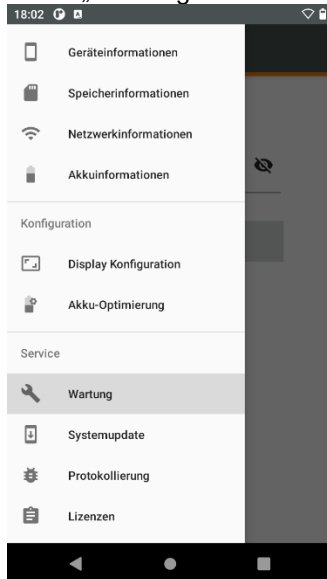 18:02
Geräteinformationen
Speicherinformationen
Netzwerkinformationen
Akkuinformationen
Konfiguration
Display Konfiguration
Akku-Optimierung
Service
Wartung
Systemupdate
Protokollierung
Lizenzen